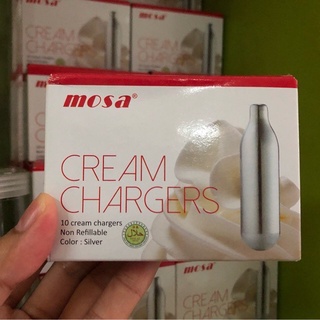 mosa®
CREAM
CHARGERS
10 cream chargers
Non Refillable
Color : Silver